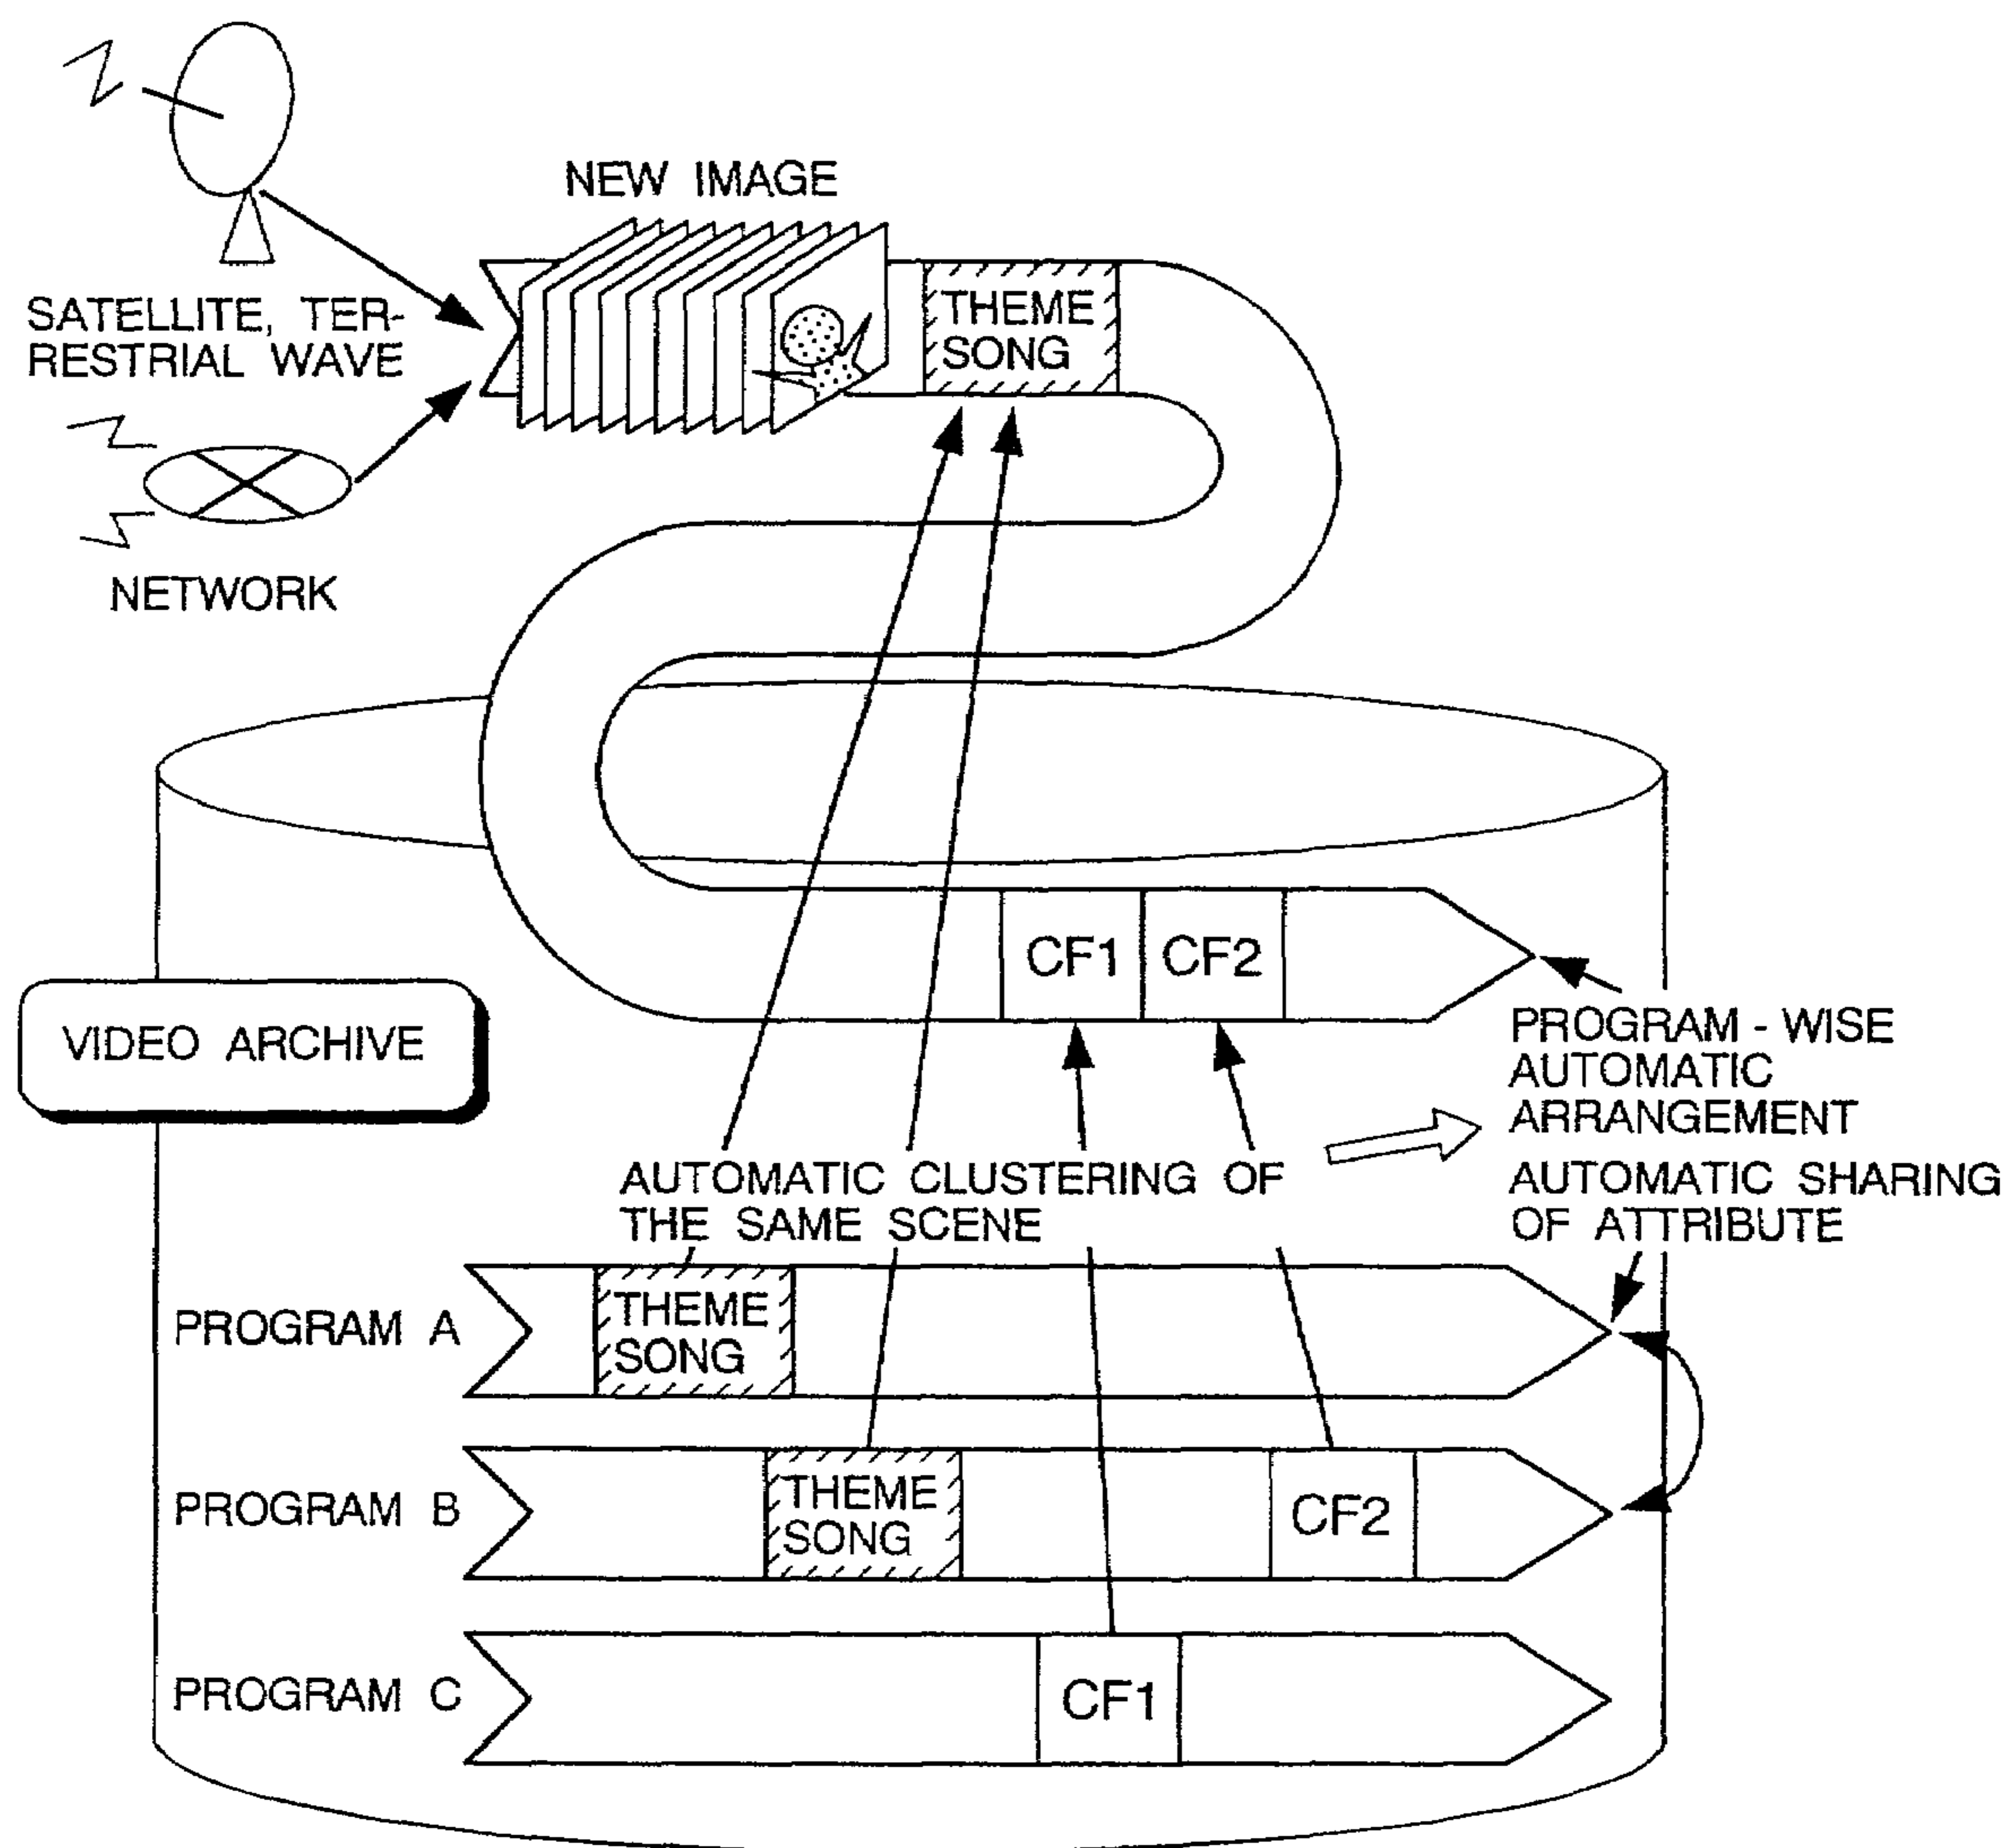 NEW IMAGE
SATELLITE, TER-
RESTRIAL WAVE
THEME
SONG
NETWORK
CF1
CF2
VIDEO ARCHIVE
PROGRAM - WISE
AUTOMATIC
ARRANGEMENT
AUTOMATIC CLUSTERING OF
THE SAME SCENE
AUTOMATIC SHARING
OF ATTRIBUTE
PROGRAM A
THEME
SONG
PROGRAM B
THEME
SONG
CF2
PROGRAM C
CF1